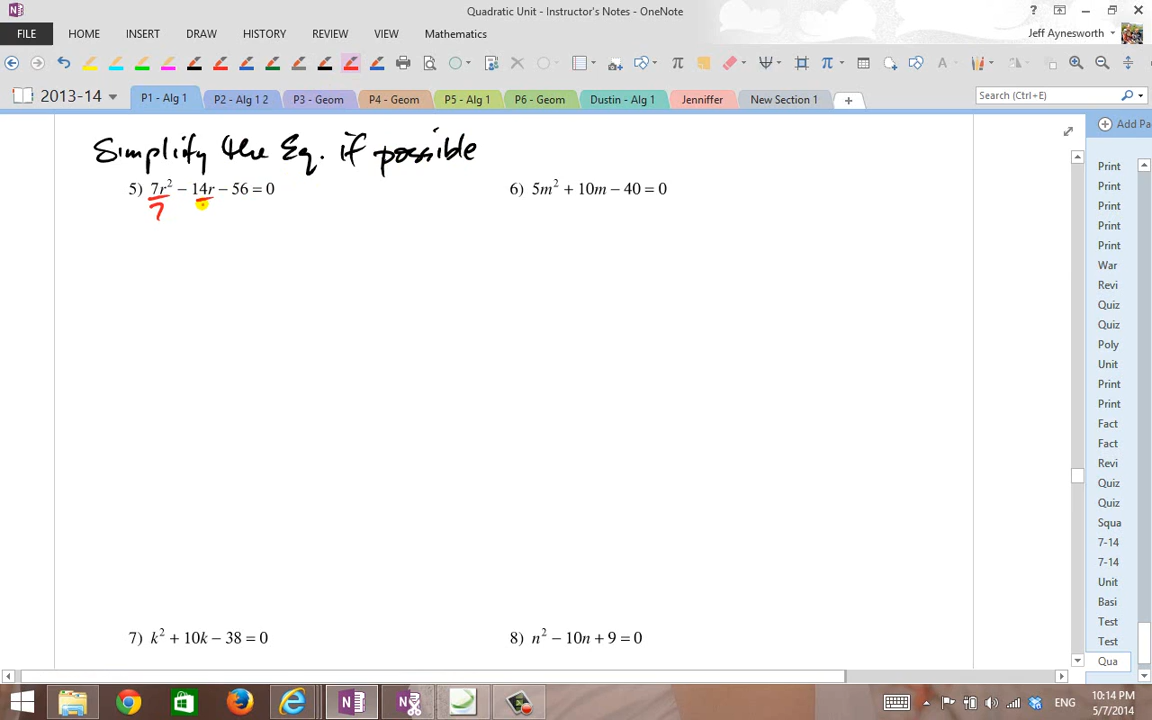 Quadratic Unit - Instructor's Notes - OneNote
FILE HOME INSERT DRAW HISTORY REVIEW VIEW Mathematics
Jeff Aynesworth
2013-14 P1 - Alg 1 P2 - Alg 1 2 P3 - Geom P4 - Geom P5 - Alg 1 P6 - Geom Dustin - Alg 1 Jenniffer New Section 1
Search (Ctrl+E)
Add Pa
Simplify the Eq. if possible
5) 7r² − 14r − 56 = 0
7
6) 5m² + 10m − 40 = 0
7) k² + 10k − 38 = 0
8) n² − 10n + 9 = 0
Print
Print
Print
Print
Print
War
Revi
Quiz
Quiz
Poly
Unit
Print
Print
Fact
Fact
Revi
Quiz
Quiz
Squa
7-14
7-14
Unit
Basi
Test
Test
Qua
ENG
10:14 PM
5/7/2014